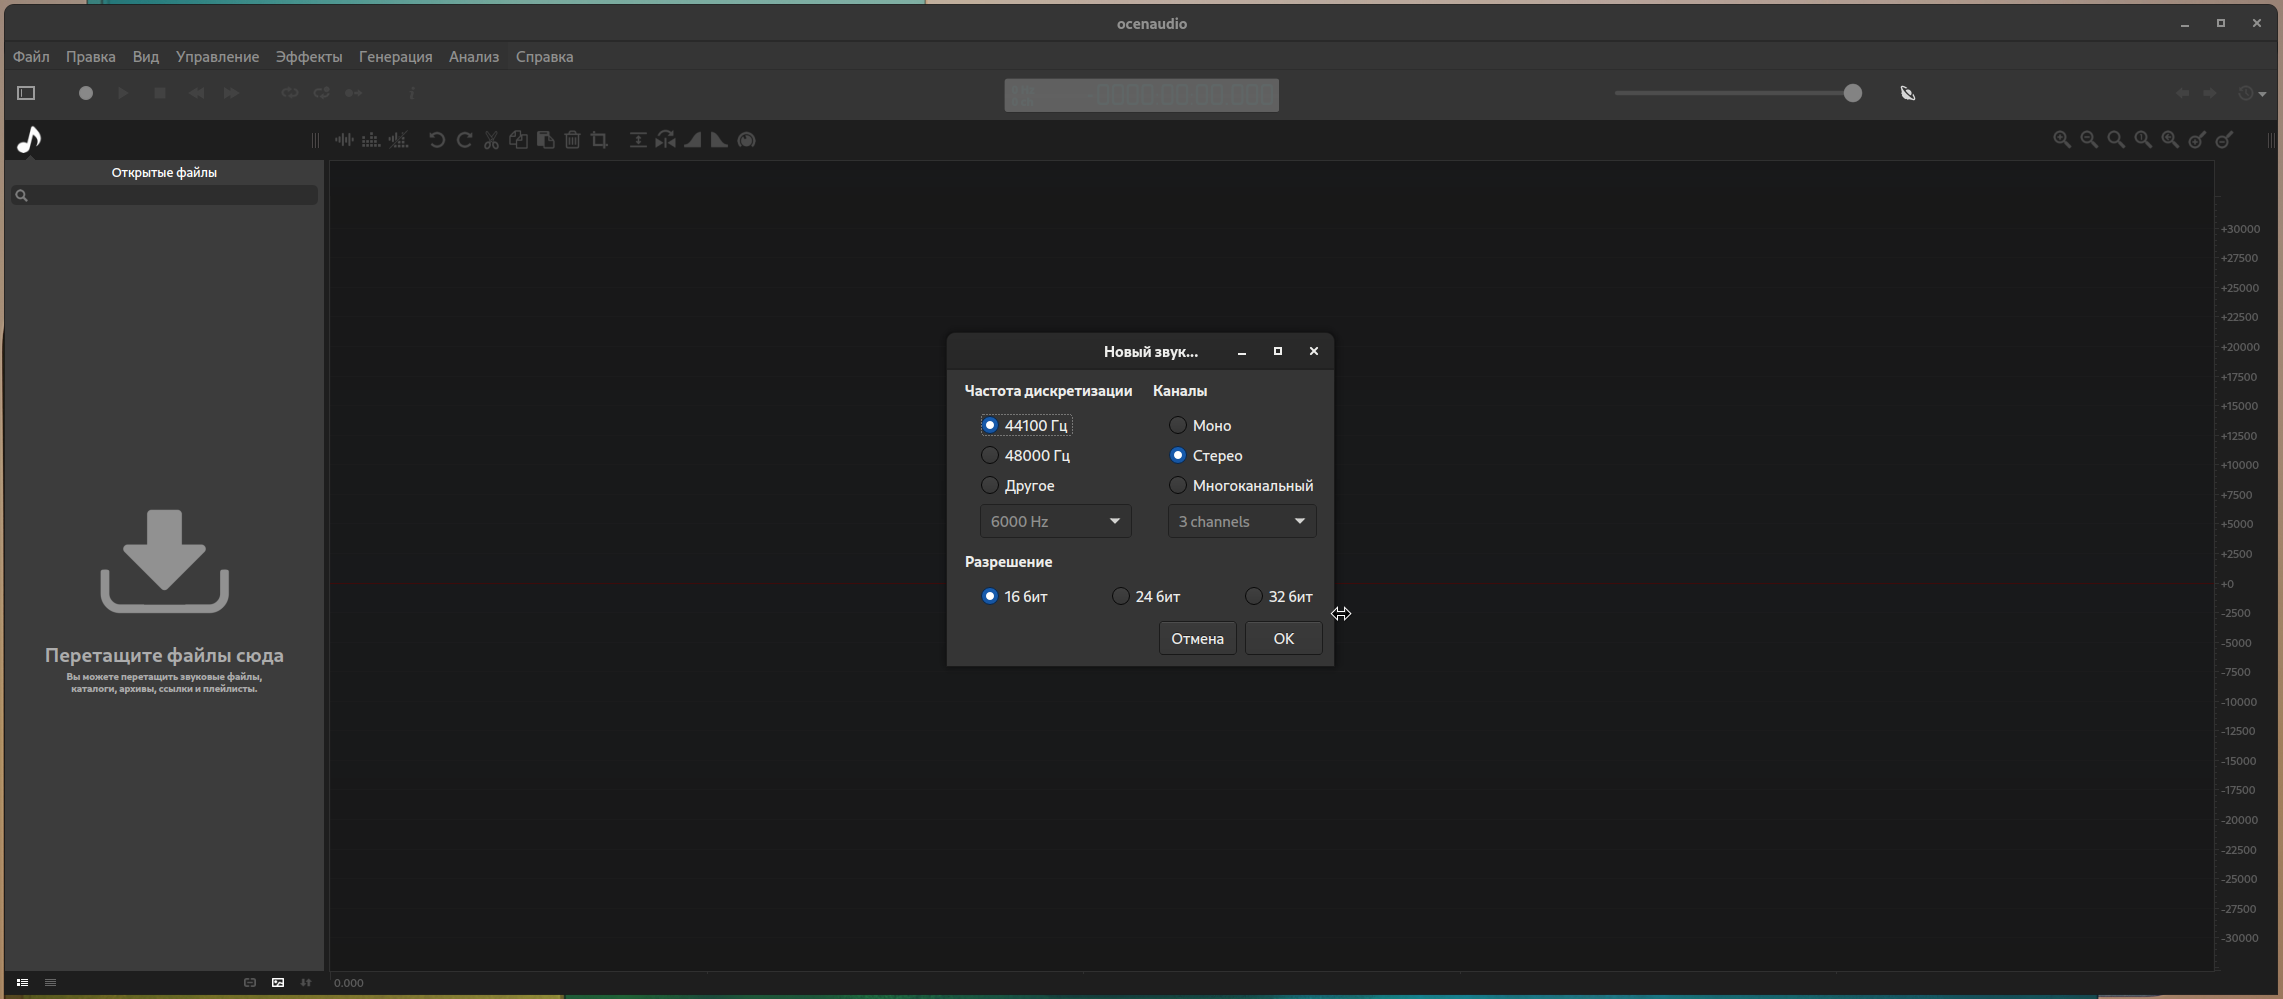 ocenaudio
Файл Правка Вид Управление Эффекты Генерация Анализ Справка
Открытые файлы
Перетащите файлы сюда
Вы можете перетащить звуковые файлы,
каталоги, архивы, ссылки и плейлисты.
Новый звук...
Частота дискретизации Каналы
44100 Гц Моно
48000 Гц Стерео
Другое Многоканальный
6000 Hz 3 channels
Разрешение
16 бит 24 бит 32 бит
Отмена OK
+30000
+27500
+25000
+22500
+20000
+17500
+15000
+12500
+10000
+7500
+5000
+2500
+0
-2500
-5000
-7500
-10000
-12500
-15000
-17500
-20000
-22500
-25000
-27500
-30000
0.000